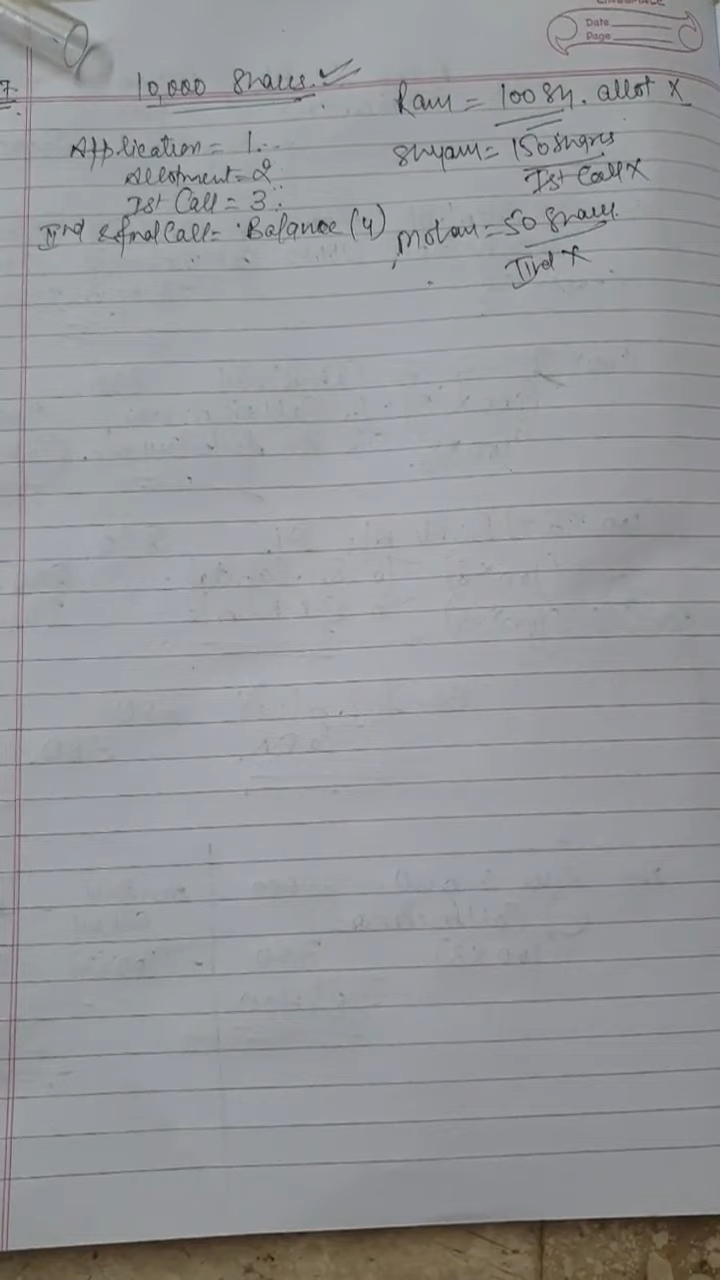 Date
Page
7.
10,000 Shares.
Application = 1.
Allotment = 2
Ist Call = 3.
IInd & final Call = Balance (4)
Ram = 100 Sh. allot X
Shyam = 150 Shares
Ist Call X
Mohan = 50 Shares.
IInd X